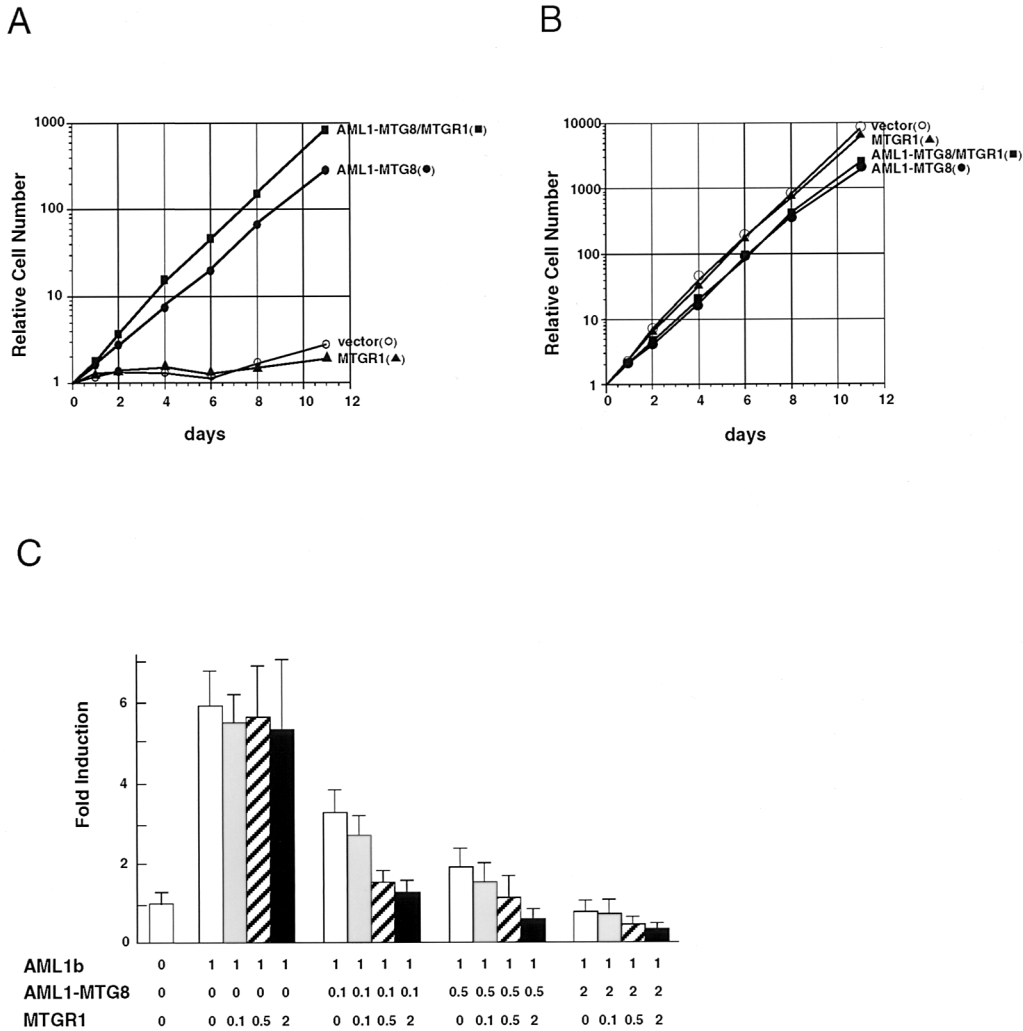 A
B
1000
100
10
1
Relative Cell Number
0 2 4 6 8 10 12
days
AML1-MTG8/MTGR1(■)
AML1-MTG8(●)
vector(○)
MTGR1(▲)
10000
1000
100
10
1
Relative Cell Number
0 2 4 6 8 10 12
days
vector(○)
MTGR1(▲)
AML1-MTG8/MTGR1(■)
AML1-MTG8(●)
C
6
4
2
0
Fold Induction
AML1b 0 1 1 1 1 1 1 1 1 1 1 1 1 1 1 1 1
AML1-MTG8 0 0 0 0 0 0.1 0.1 0.1 0.1 0.5 0.5 0.5 0.5 2 2 2 2
MTGR1 0 0 0.1 0.5 2 0 0.1 0.5 2 0 0.1 0.5 2 0 0.1 0.5 2